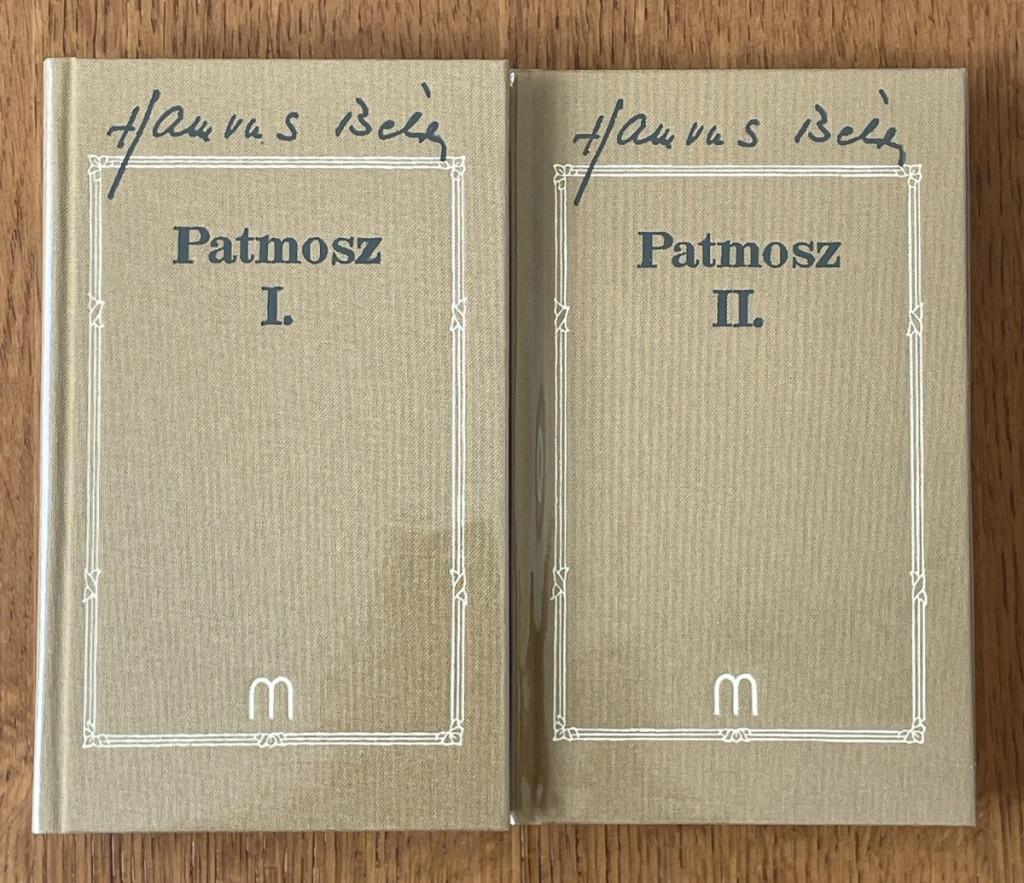 Hamvas Béla
Patmosz
I.
m
Hamvas Béla
Patmosz
II.
m